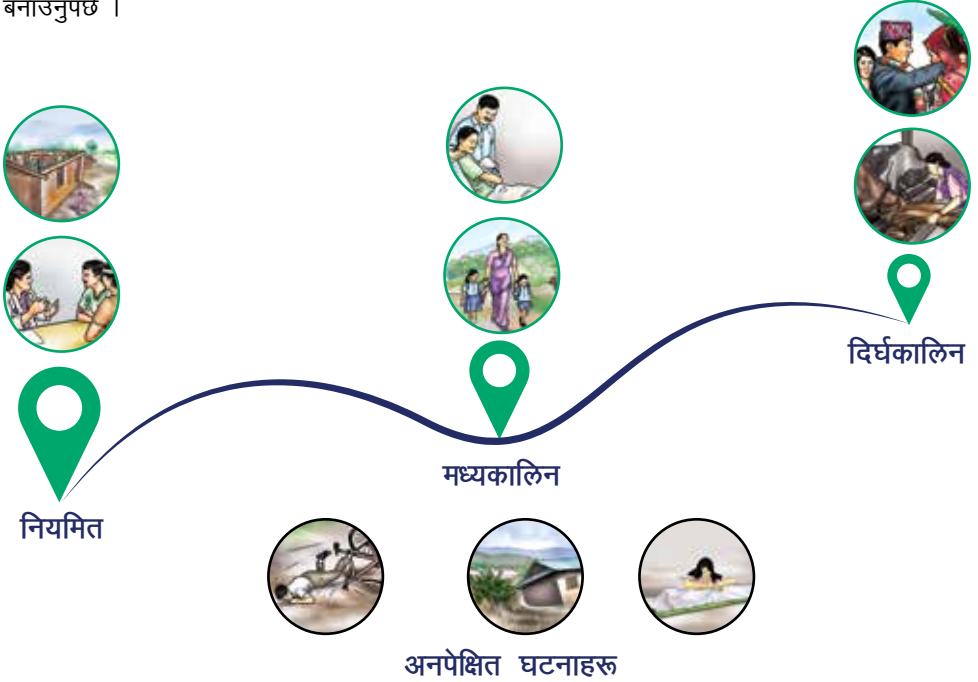 बनाउनुपर्छ ।
दिर्घकालिन
मध्यकालिन
नियमित
अनपेक्षित घटनाहरू